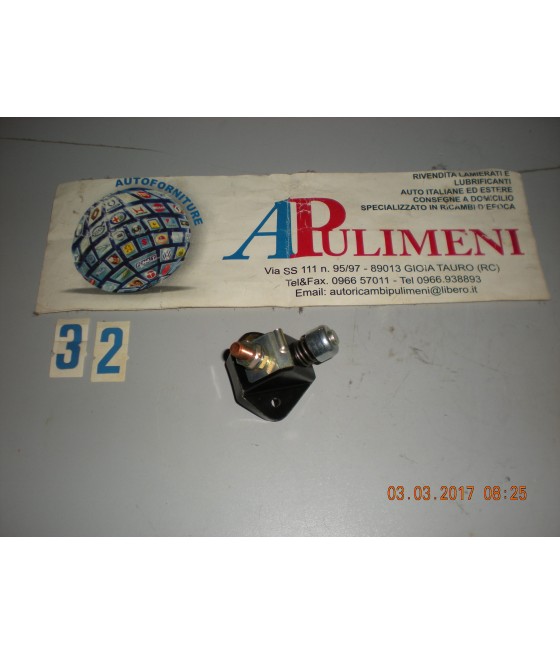 AUTOFORNITURE
RIVENDITA LAMIERATI E
LUBRIFICANTI
AUTO ITALIANE ED ESTERE
CONSEGNE A DOMICILIO
SPECIALIZZATO IN RICAMBI D'EPOCA
APULIMENI
Via SS 111 n. 95/97 - 89013 GIOIA TAURO (RC)
Tel&Fax. 0966 57011 - Tel 0966.938893
Email: autoricambipulimeni@libero.it
32
03.03.2017 08:25